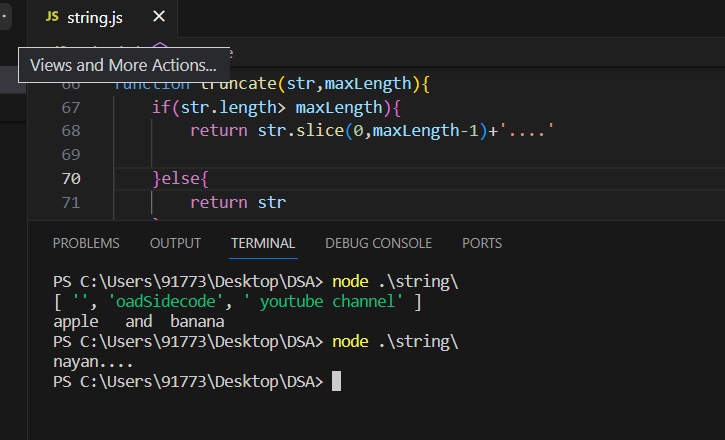 JS string.js ×
Views and More Actions...
66 function truncate(str,maxLength){
67 if(str.length> maxLength){
68 return str.slice(0,maxLength-1)+'....'
69
70 }else{
71 return str
PROBLEMS OUTPUT TERMINAL DEBUG CONSOLE PORTS
PS C:\Users\91773\Desktop\DSA> node .\string\
[ '', 'oadSidecode', ' youtube channel' ]
apple   and  banana
PS C:\Users\91773\Desktop\DSA> node .\string\
nayan....
PS C:\Users\91773\Desktop\DSA>